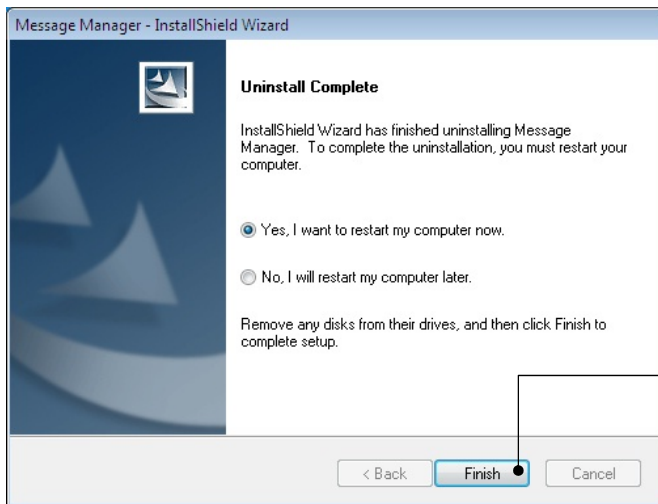 Message Manager - InstallShield Wizard
Uninstall Complete
InstallShield Wizard has finished uninstalling Message
Manager. To complete the uninstallation, you must restart your
computer.
Yes, I want to restart my computer now.
No, I will restart my computer later.
Remove any disks from their drives, and then click Finish to
complete setup.
< Back Finish Cancel